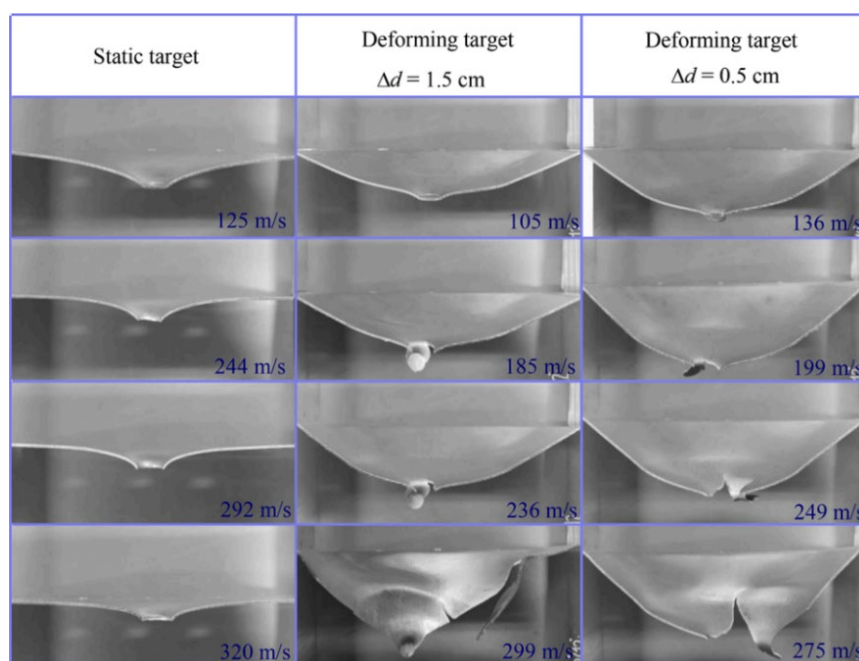 Static target
Deforming target
Δd = 1.5 cm
Deforming target
Δd = 0.5 cm
125 m/s
105 m/s
136 m/s
244 m/s
185 m/s
199 m/s
292 m/s
236 m/s
249 m/s
320 m/s
299 m/s
275 m/s